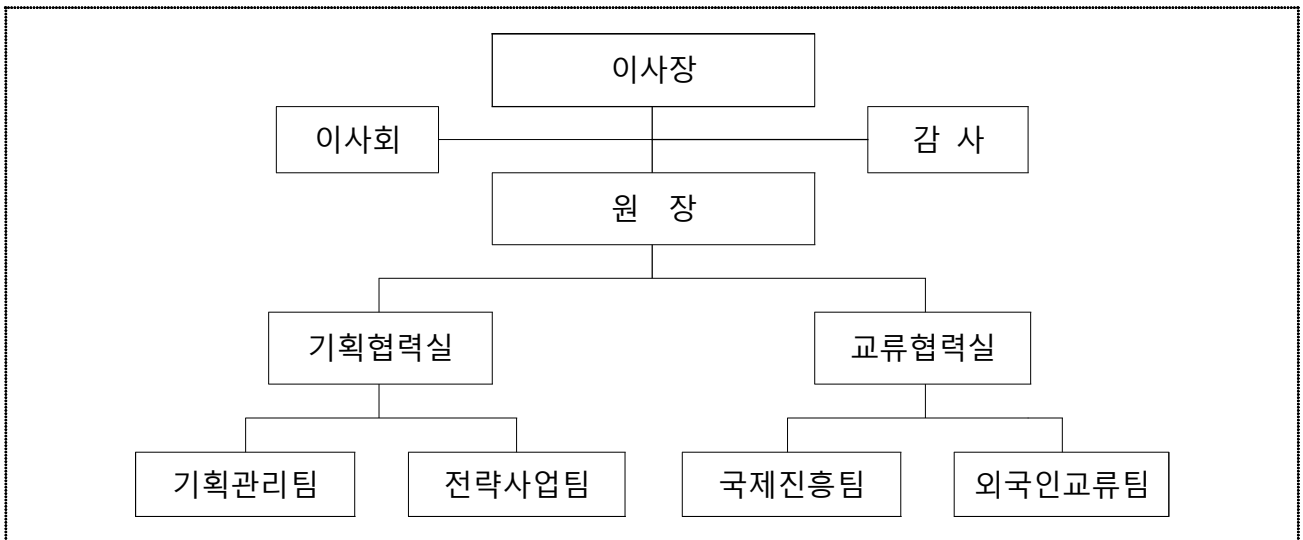 이사장
이사회
감 사
원 장
기획협력실
교류협력실
기획관리팀
전략사업팀
국제진흥팀
외국인교류팀